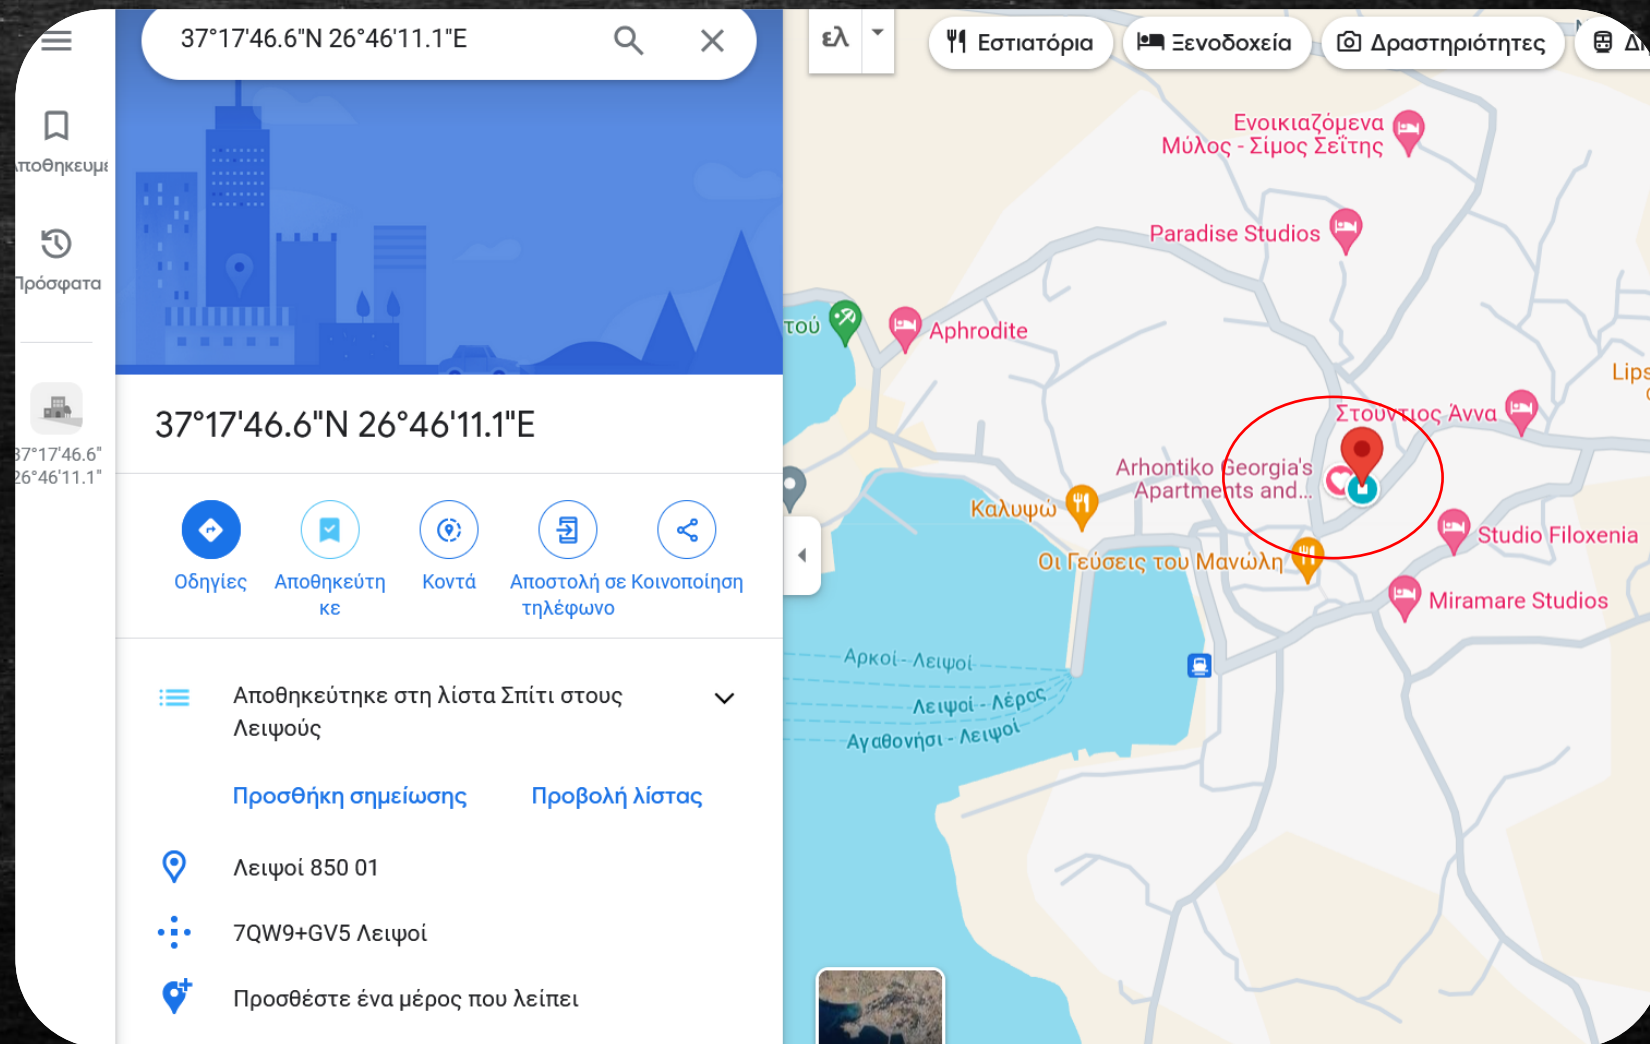 37°17'46.6"N 26°46'11.1"E
Πρόσφατα
37°17'46.6"
26°46'11.1"
37°17'46.6"N 26°46'11.1"E
Οδηγίες
Αποθηκεύτη
κε
Κοντά
Αποστολή σε
τηλέφωνο
Κοινοποίηση
Αποθηκεύτηκε στη λίστα Σπίτι στους
Λειψούς
Προσθήκη σημείωσης
Προβολή λίστας
Λειψοί 850 01
7QW9+GV5 Λειψοί
Προσθέστε ένα μέρος που λείπει
ελ
Εστιατόρια
Ξενοδοχεία
Δραστηριότητες
Ενοικιαζόμενα
Μύλος - Σίμος Σεΐτης
Paradise Studios
τού
Aphrodite
Lips
Στούντιος Άννα
Arhontiko Georgia's
Apartments and...
Καλυψώ
Οι Γεύσεις του Μανώλη
Studio Filoxenia
Miramare Studios
Αρκοί - Λειψοί
Λειψοί - Λέρος
Αγαθονήσι - Λειψοί